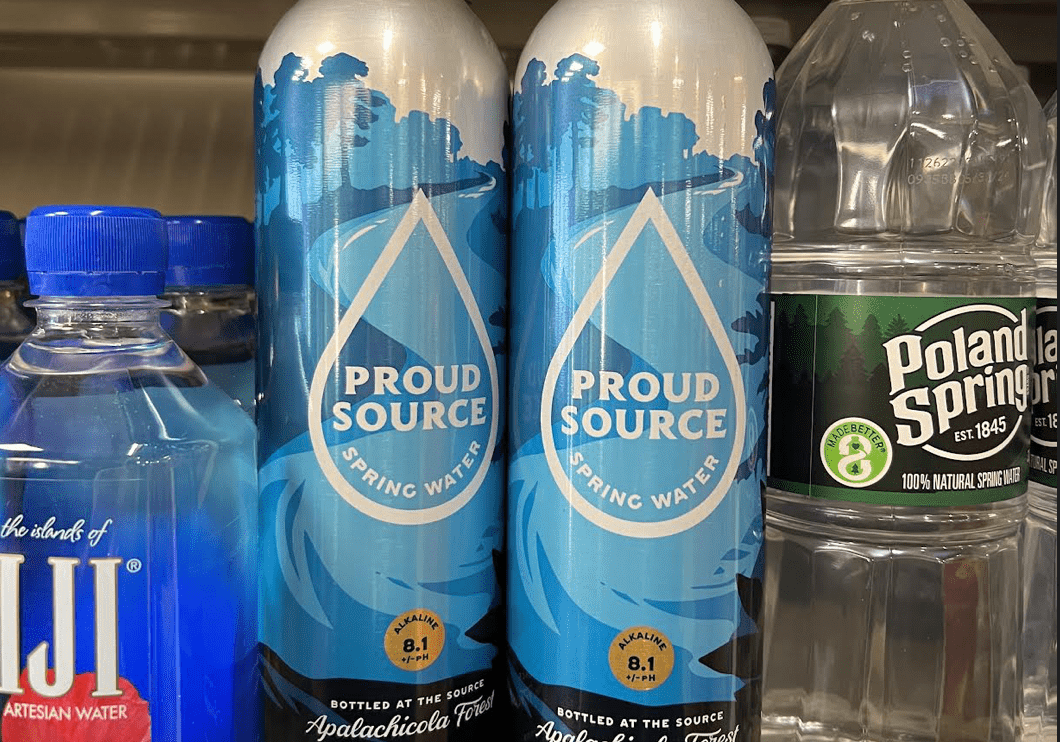 the islands of
IJI®
ARTESIAN WATER
PROUD
SOURCE
SPRING WATER
ALKALINE
8.1
+/-PH
BOTTLED AT THE SOURCE
Apalachicola Forest
PROUD
SOURCE
SPRING WATER
ALKALINE
8.1
+/-PH
BOTTLED AT THE SOURCE
Apalachicola Forest
Poland
Spring
EST. 1845
MADE BETTER®
100% NATURAL SPRING WATER